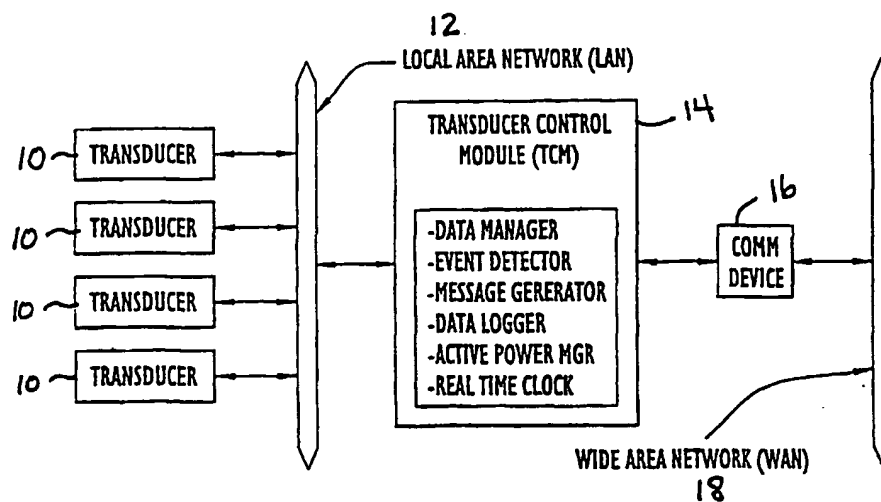 12
LOCAL AREA NETWORK (LAN)
10 TRANSDUCER
10 TRANSDUCER
10 TRANSDUCER
10 TRANSDUCER
14
TRANSDUCER CONTROL
MODULE (TCM)
-DATA MANAGER
-EVENT DETECTOR
-MESSAGE GERERATOR
-DATA LOGGER
-ACTIVE POWER MGR
-REAL TIME CLOCK
16
COMM
DEVICE
WIDE AREA NETWORK (WAN)
18